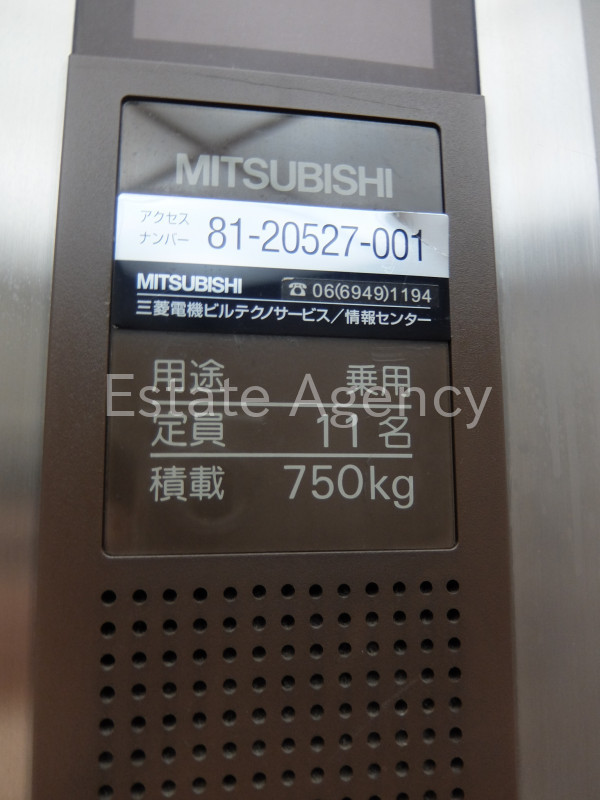 MITSUBISHI
アクセス
ナンバー 81-20527-001
MITSUBISHI ☎ 06(6949)1194
三菱電機ビルテクノサービス/情報センター
用途 乗用
Estate Agency
定員 11名
積載 750kg